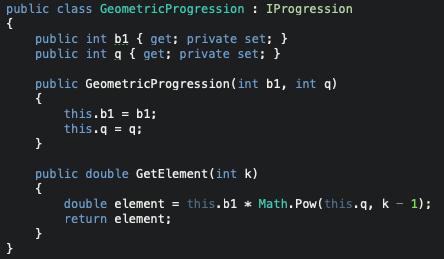 public class GeometricProgression : IProgression
{
    public int b1 { get; private set; }
    public int q { get; private set; }

    public GeometricProgression(int b1, int q)
    {
        this.b1 = b1;
        this.q = q;
    }

    public double GetElement(int k)
    {
        double element = this.b1 * Math.Pow(this.q, k - 1);
        return element;
    }
}